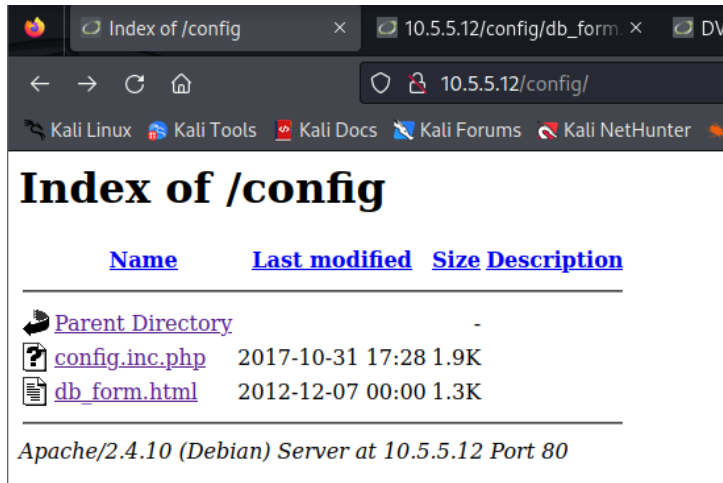 Index of /config × 10.5.5.12/config/db_form. × DV
10.5.5.12/config/
Kali Linux Kali Tools Kali Docs Kali Forums Kali NetHunter
Index of /config
Name Last modified Size Description
Parent Directory -
config.inc.php 2017-10-31 17:28 1.9K
db_form.html 2012-12-07 00:00 1.3K
Apache/2.4.10 (Debian) Server at 10.5.5.12 Port 80